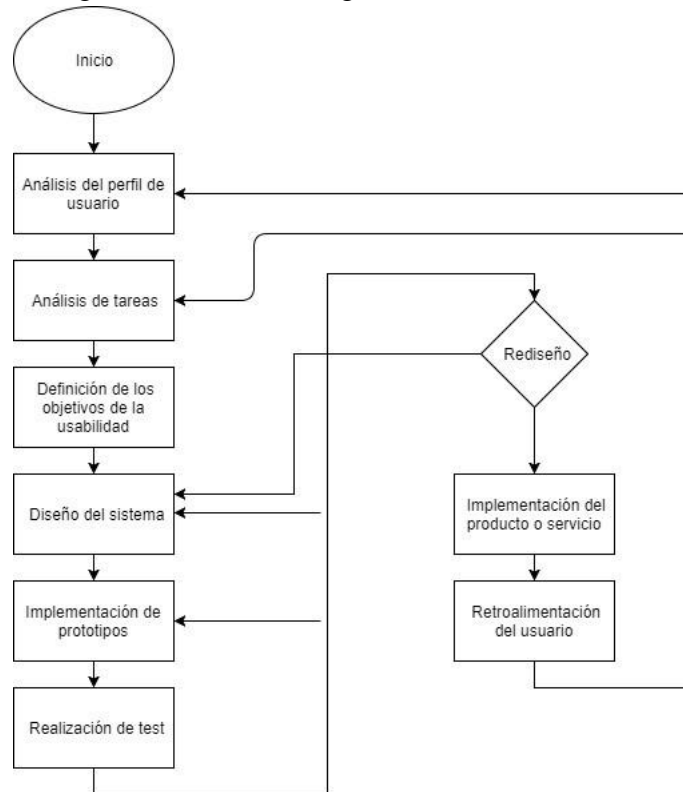 Inicio
Análisis del perfil de
usuario
Análisis de tareas
Definición de los
objetivos de la
usabilidad
Diseño del sistema
Implementación de
prototipos
Realización de test
Rediseño
Implementación del
producto o servicio
Retroalimentación
del usuario